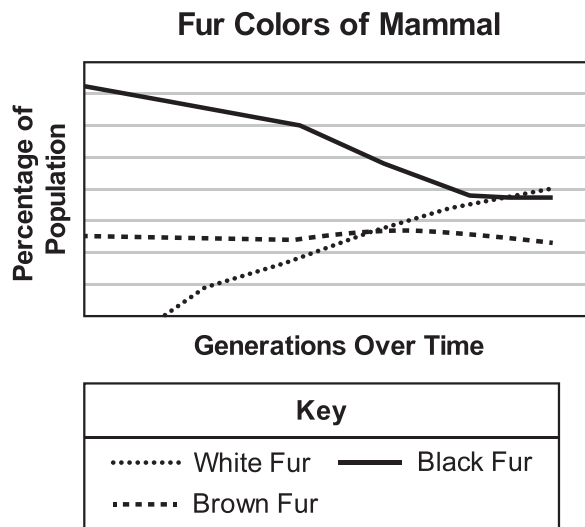 Fur Colors of Mammal
Percentage of
Population
Generations Over Time
Key
White Fur
Black Fur
Brown Fur